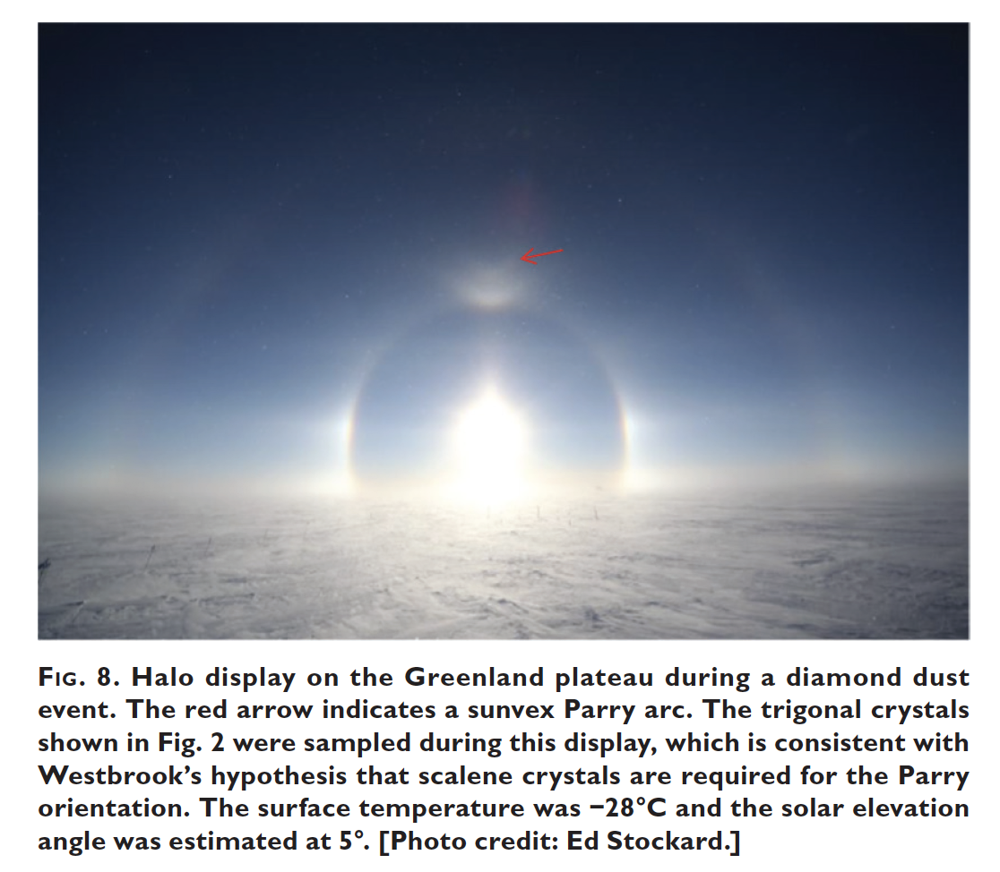 FIG. 8. Halo display on the Greenland plateau during a diamond dust
event. The red arrow indicates a sunvex Parry arc. The trigonal crystals
shown in Fig. 2 were sampled during this display, which is consistent with
Westbrook’s hypothesis that scalene crystals are required for the Parry
orientation. The surface temperature was −28°C and the solar elevation
angle was estimated at 5°. [Photo credit: Ed Stockard.]